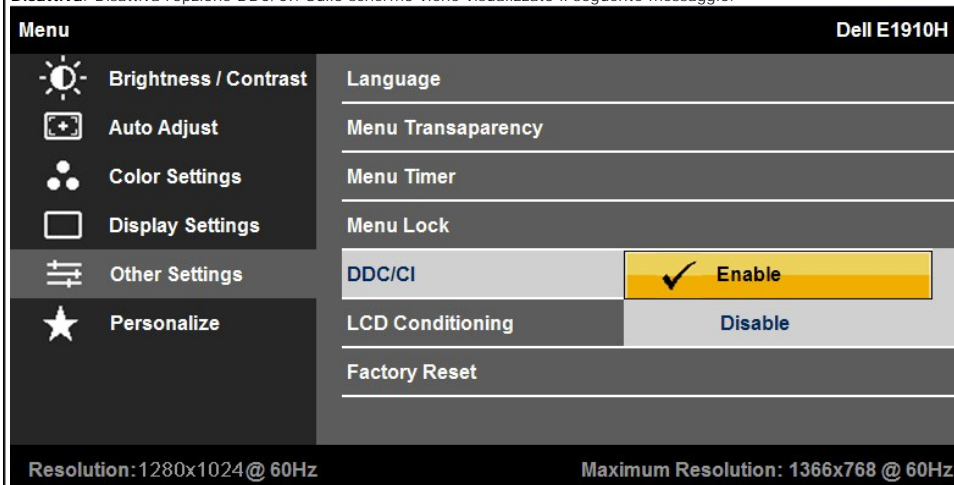 Menu Dell E1910H
Brightness / Contrast Language
Auto Adjust Menu Transaparency
Color Settings Menu Timer
Display Settings Menu Lock
Other Settings DDC/CI Enable
Personalize LCD Conditioning Disable
Factory Reset
Resolution: 1280x1024@ 60Hz Maximum Resolution: 1366x768 @ 60Hz